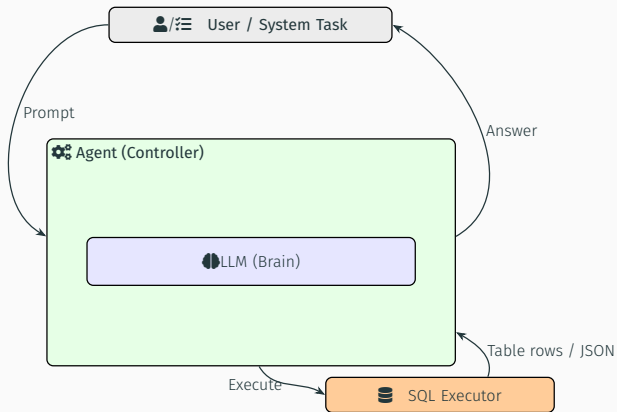 / User / System Task
Prompt
Answer
Agent (Controller)
LLM (Brain)
Table rows / JSON
Execute
SQL Executor